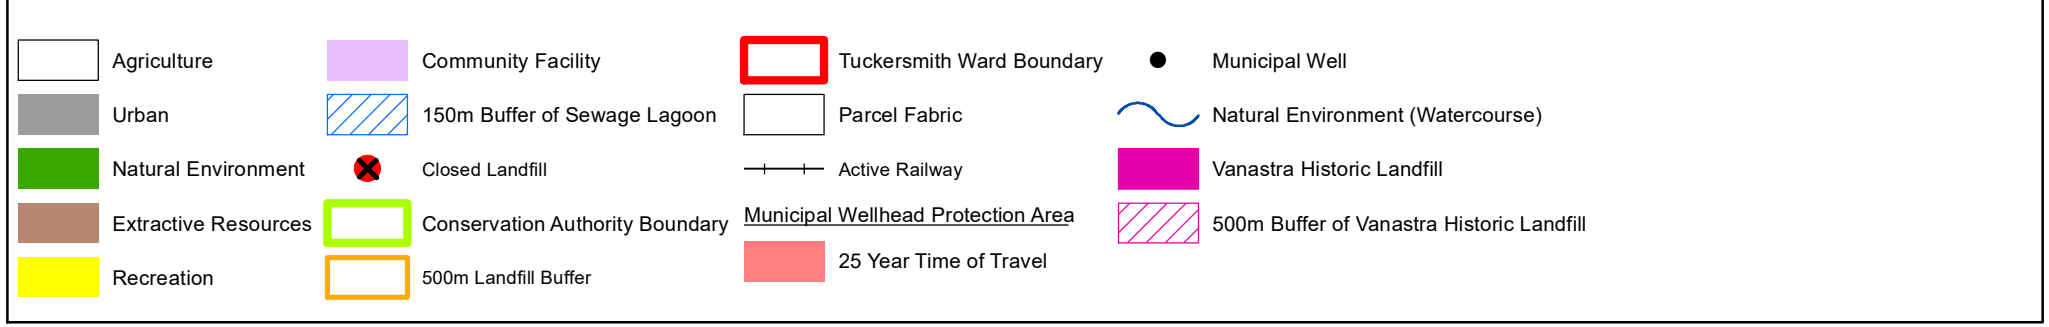 Agriculture
Urban
Natural Environment
Extractive Resources
Recreation
Community Facility
150m Buffer of Sewage Lagoon
Closed Landfill
Conservation Authority Boundary
500m Landfill Buffer
Tuckersmith Ward Boundary
Parcel Fabric
Active Railway
Municipal Wellhead Protection Area
25 Year Time of Travel
Municipal Well
Natural Environment (Watercourse)
Vanastra Historic Landfill
500m Buffer of Vanastra Historic Landfill